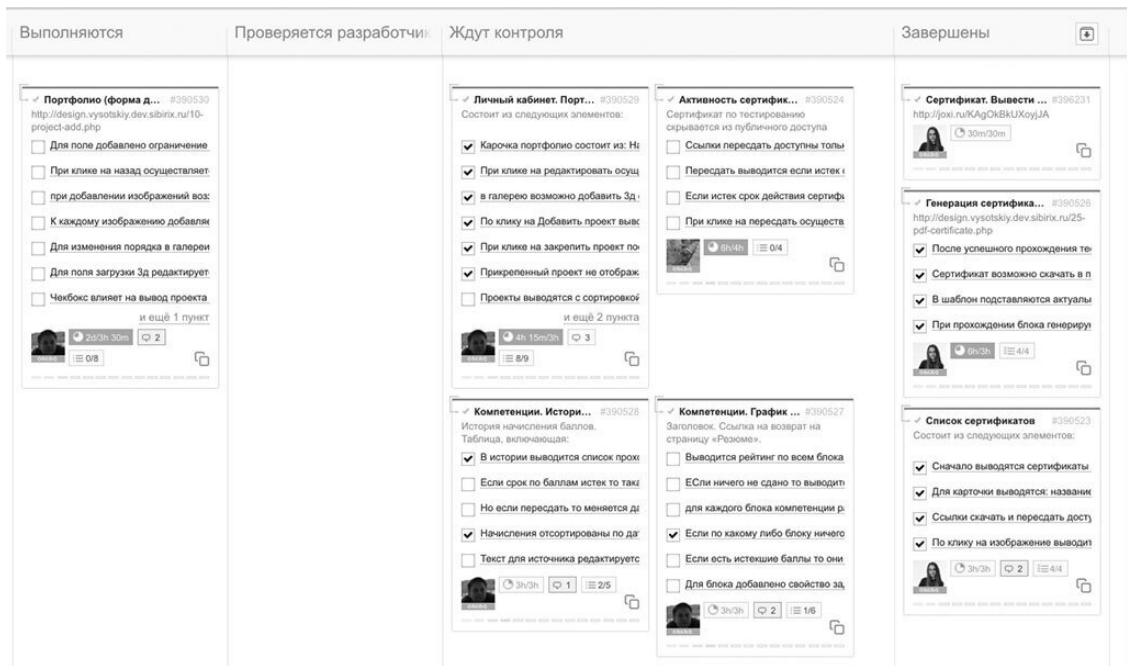 Выполняются
Проверяется разработчик
Ждут контроля
Завершены
Портфолио (форма д... #390530
http://design.vysotskiy.dev.sibirix.ru/10-
project-add.php
Для поле добавлено ограничение
При клике на назад осуществляет
при добавлении изображений воз
К каждому изображению добавляе
Для изменения порядка в галереи
Для поля загрузки 3д редактирует
Чекбокс влияет на вывод проекта
и ещё 1 пункт
2d/3h 30m 2
0/8
Личный кабинет. Порт... #390529
Состоит из следующих элементов:
Карочка портфолио состоит из: На
При клике на редактировать осущ
в галерею возможно добавить 3д
По клику на Добавить проект выво
При клике на закрепить проект пос
Прикрепенный проект не отображ
Проекты выводятся с сортировкой
и ещё 2 пункта
4h 15m/3h 3
8/9
Активность сертифик... #390524
Сертификат по тестированию
скрывается из публичного доступа
Ссылки пересдать доступны тольк
Пересдать выводится если истек
Если истек срок действия сертифи
При клике на пересдать осуществ
6h/4h 0/4
Компетенции. Истори... #390528
История начисления баллов.
Таблица, включающая:
В истории выводится список прохо
Если срок по баллам истек то така
Но если пересдать то меняется да
Начисления отсортированы по дат
Текст для источника редактируетс
3h/3h 1 2/5
Компетенции. График ... #390527
Заголовок. Ссылка на возврат на
страницу «Резюме».
Выводится рейтинг по всем блока
ЕСли ничего не сдано то выводит
для каждого блока компетенции р
Если по какому либо блоку ничего
Если есть истекшие баллы то они
Для блока добавлено свойство за
3h/3h 2 1/6
Сертификат. Вывести ... #396231
http://joxi.ru/KAgOkBkUXoyjJA
30m/30m
Генерация сертифика... #390526
http://design.vysotskiy.dev.sibirix.ru/25-
pdf-certificate.php
После успешного прохождения те
Сертификат возможно скачать в п
В шаблон подставляются актуаль
При прохождении блока генериру
6h/3h 4/4
Список сертификатов #390523
Состоит из следующих элементов:
Сначало выводятся сертификаты
Для карточки выводятся: название
Ссылки скачать и пересдать досту
По клику на изображение выводит
3h/3h 2 4/4